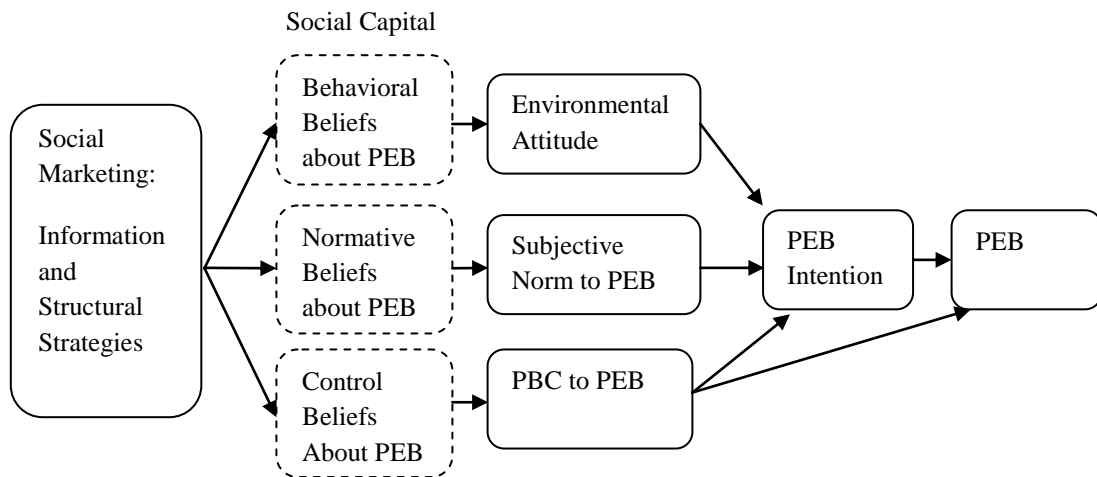 Social Capital
Social
Marketing:
Information
and
Structural
Strategies
Behavioral
Beliefs
about PEB
Environmental
Attitude
Normative
Beliefs
about PEB
Subjective
Norm to PEB
Control
Beliefs
About PEB
PBC to PEB
PEB
Intention
PEB